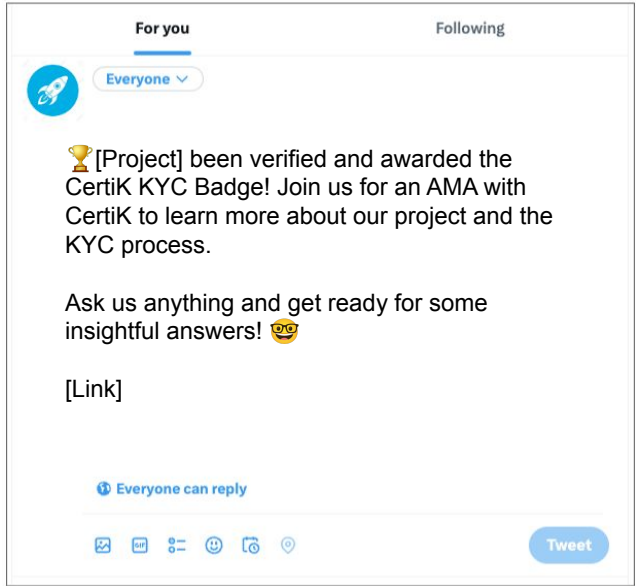 For you Following
Everyone
🏆[Project] been verified and awarded the
CertiK KYC Badge! Join us for an AMA with
CertiK to learn more about our project and the
KYC process.
Ask us anything and get ready for some
insightful answers! 🤓
[Link]
Everyone can reply
GIF
Tweet